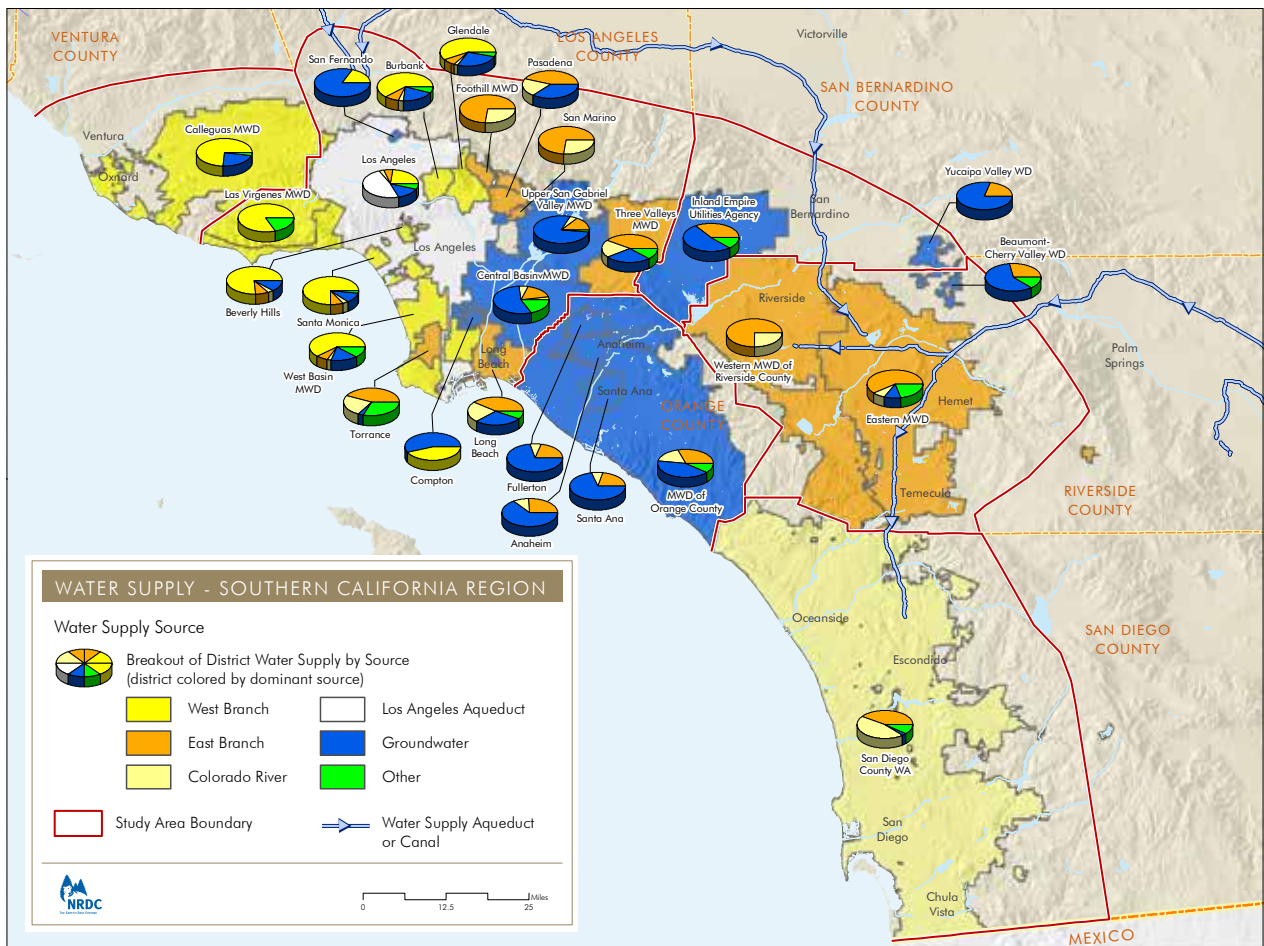 VENTURA
COUNTY
Glendale
LOS ANGELES
COUNTY
Victorville
San Fernando
Burbank
Pasadena
Foothill MWD
SAN BERNARDINO
COUNTY
San Marino
Ventura
Calleguas MWD
Los Angeles
Oxnard
Yucaipa Valley WD
Las Virgenes MWD
Upper San Gabriel
Valley MWD
Three Valleys
MWD
Inland Empire
Utilities Agency
San
Bernardino
Los Angeles
Beaumont-
Cherry Valley WD
Central Basin MWD
Beverly Hills
Santa Monica
Riverside
Anaheim
Long
Beach
Palm
Springs
West Basin
MWD
Western MWD of
Riverside County
Santa Ana
ORANGE
COUNTY
Hemet
Eastern MWD
Torrance
Long
Beach
Compton
Fullerton
Santa Ana
MWD of
Orange County
Temecula
RIVERSIDE
COUNTY
Anaheim
WATER SUPPLY - SOUTHERN CALIFORNIA REGION
Water Supply Source
Breakout of District Water Supply by Source
(district colored by dominant source)
West Branch
Los Angeles Aqueduct
East Branch
Groundwater
Colorado River
Other
Study Area Boundary
Water Supply Aqueduct
or Canal
NRDC
The Earth's Best Defense
Miles
0
12.5
25
Oceanside
SAN DIEGO
COUNTY
Escondido
San Diego
County WA
San
Diego
Chula
Vista
MEXICO